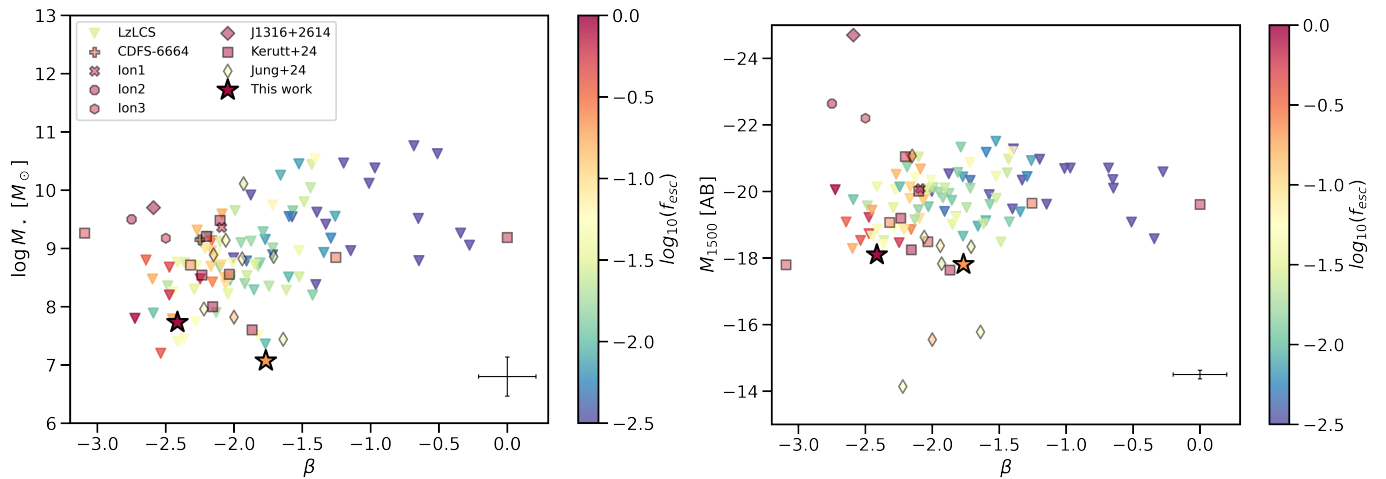 13
12
11
10
9
8
7
6
log M⋆ [M⊙]
LzLCS
CDFS-6664
Ion1
Ion2
Ion3
J1316+2614
Kerutt+24
Jung+24
This work
−3.0 −2.5 −2.0 −1.5 −1.0 −0.5 0.0
β
0.0
−0.5
−1.0
−1.5
−2.0
−2.5
log10(fesc)
−24
−22
−20
−18
−16
−14
M1500 [AB]
−3.0 −2.5 −2.0 −1.5 −1.0 −0.5 0.0
β
0.0
−0.5
−1.0
−1.5
−2.0
−2.5
log10(fesc)